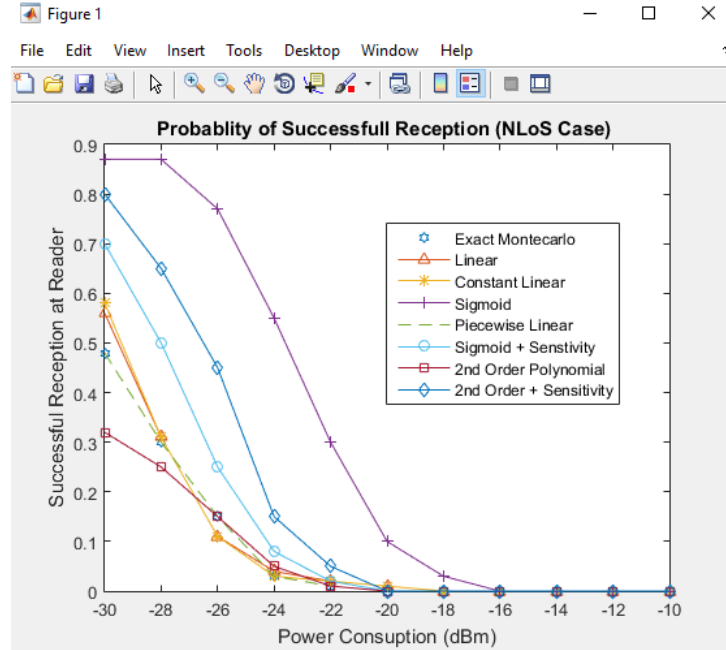 Figure 1
File Edit View Insert Tools Desktop Window Help
Probablity of Successfull Reception (NLoS Case)
Successful Reception at Reader
0.9
0.8
0.7
0.6
0.5
0.4
0.3
0.2
0.1
0
Exact Montecarlo
Linear
Constant Linear
Sigmoid
Piecewise Linear
Sigmoid + Senstivity
2nd Order Polynomial
2nd Order + Sensitivity
-30 -28 -26 -24 -22 -20 -18 -16 -14 -12 -10
Power Consuption (dBm)